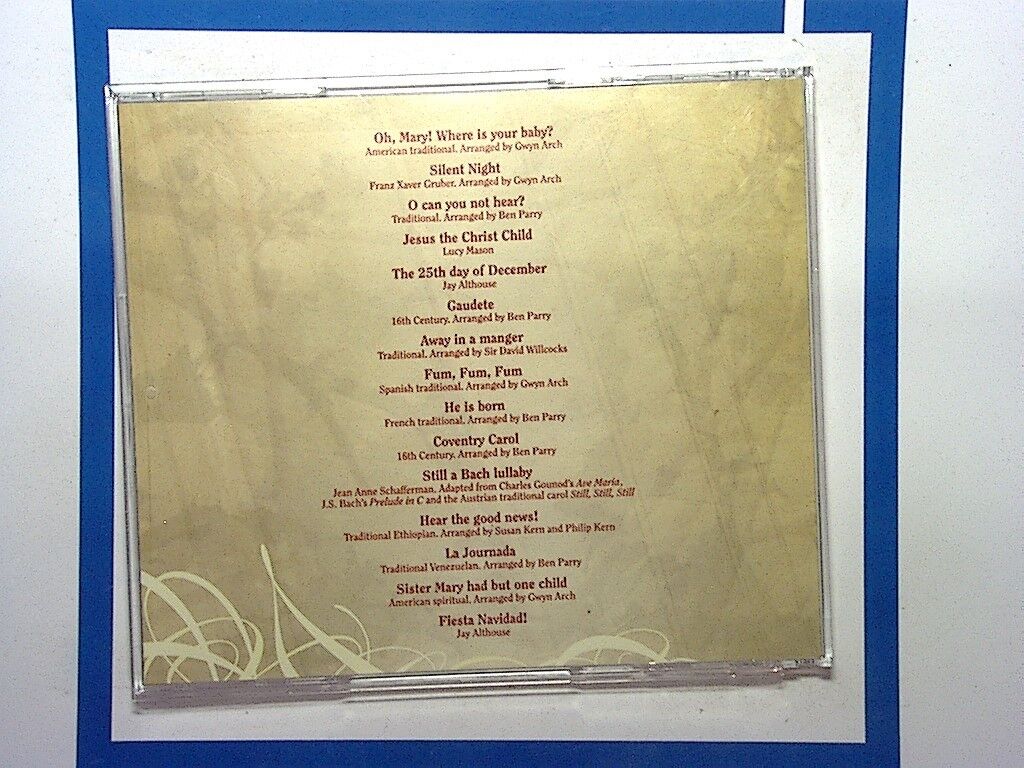 Oh, Mary! Where is your baby?
American traditional. Arranged by Gwyn Arch
Silent Night
Franz Xaver Gruber. Arranged by Gwyn Arch
O can you not hear?
Traditional. Arranged by Ben Parry
Jesus the Christ Child
Lucy Mason
The 25th day of December
Jay Althouse
Gaudete
16th Century. Arranged by Ben Parry
Away in a manger
Traditional. Arranged by Sir David Willcocks
Fum, Fum, Fum
Spanish traditional. Arranged by Gwyn Arch
He is born
French traditional. Arranged by Ben Parry
Coventry Carol
16th Century. Arranged by Ben Parry
Still a Bach lullaby
Jean Anne Schafferman. Adapted from Charles Gounod's Ave Maria,
J.S. Bach's Prelude in C and the Austrian traditional carol Still, Still, Still
Hear the good news!
Traditional Ethiopian. Arranged by Susan Kern and Philip Kern
La Journada
Traditional Venezuelan. Arranged by Ben Parry
Sister Mary had but one child
American spiritual. Arranged by Gwyn Arch
Fiesta Navidad!
Jay Althouse